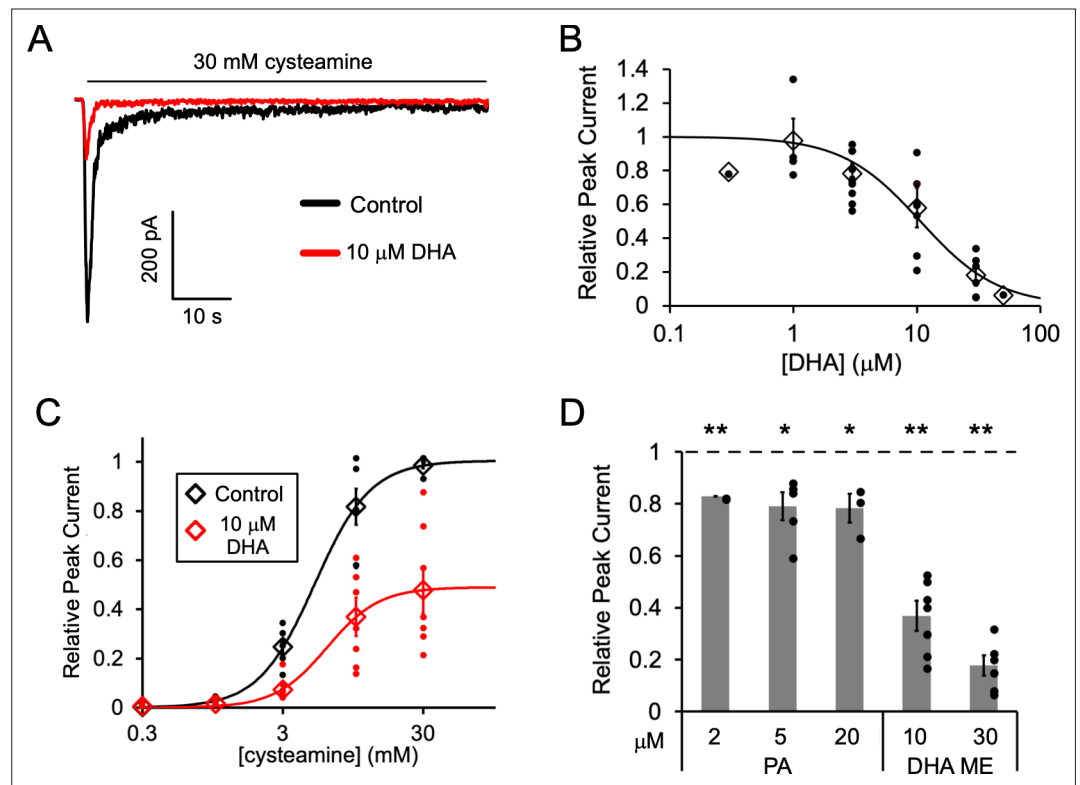 A
30 mM cysteamine
200 pA
10 s
Control
10 μM DHA
B
Relative Peak Current
1.4
1.2
1
0.8
0.6
0.4
0.2
0
0.1
1
10
100
[DHA] (μM)
C
Relative Peak Current
1
0.8
0.6
0.4
0.2
0
Control
10 μM
DHA
0.3
3
30
[cysteamine] (mM)
D
Relative Peak Current
** * * ** **
1
0.8
0.6
0.4
0.2
0
μM 2 5 20 10 30
PA DHA ME